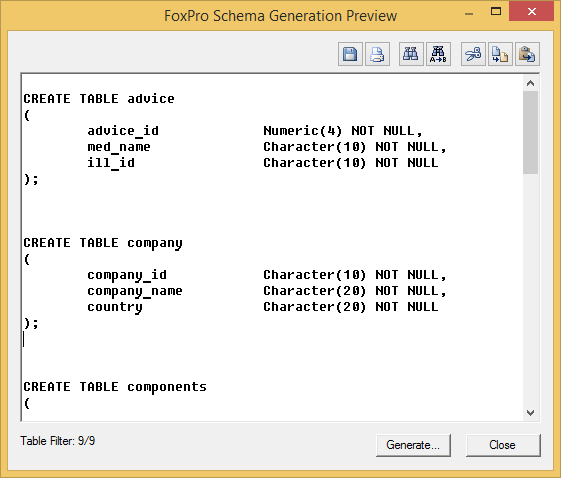 FoxPro Schema Generation Preview
A→B
CREATE TABLE advice
(
advice_id Numeric(4) NOT NULL,
med_name Character(10) NOT NULL,
ill_id Character(10) NOT NULL
);
CREATE TABLE company
(
company_id Character(10) NOT NULL,
company_name Character(20) NOT NULL,
country Character(20) NOT NULL
);
CREATE TABLE components
(
Table Filter: 9/9
Generate...
Close